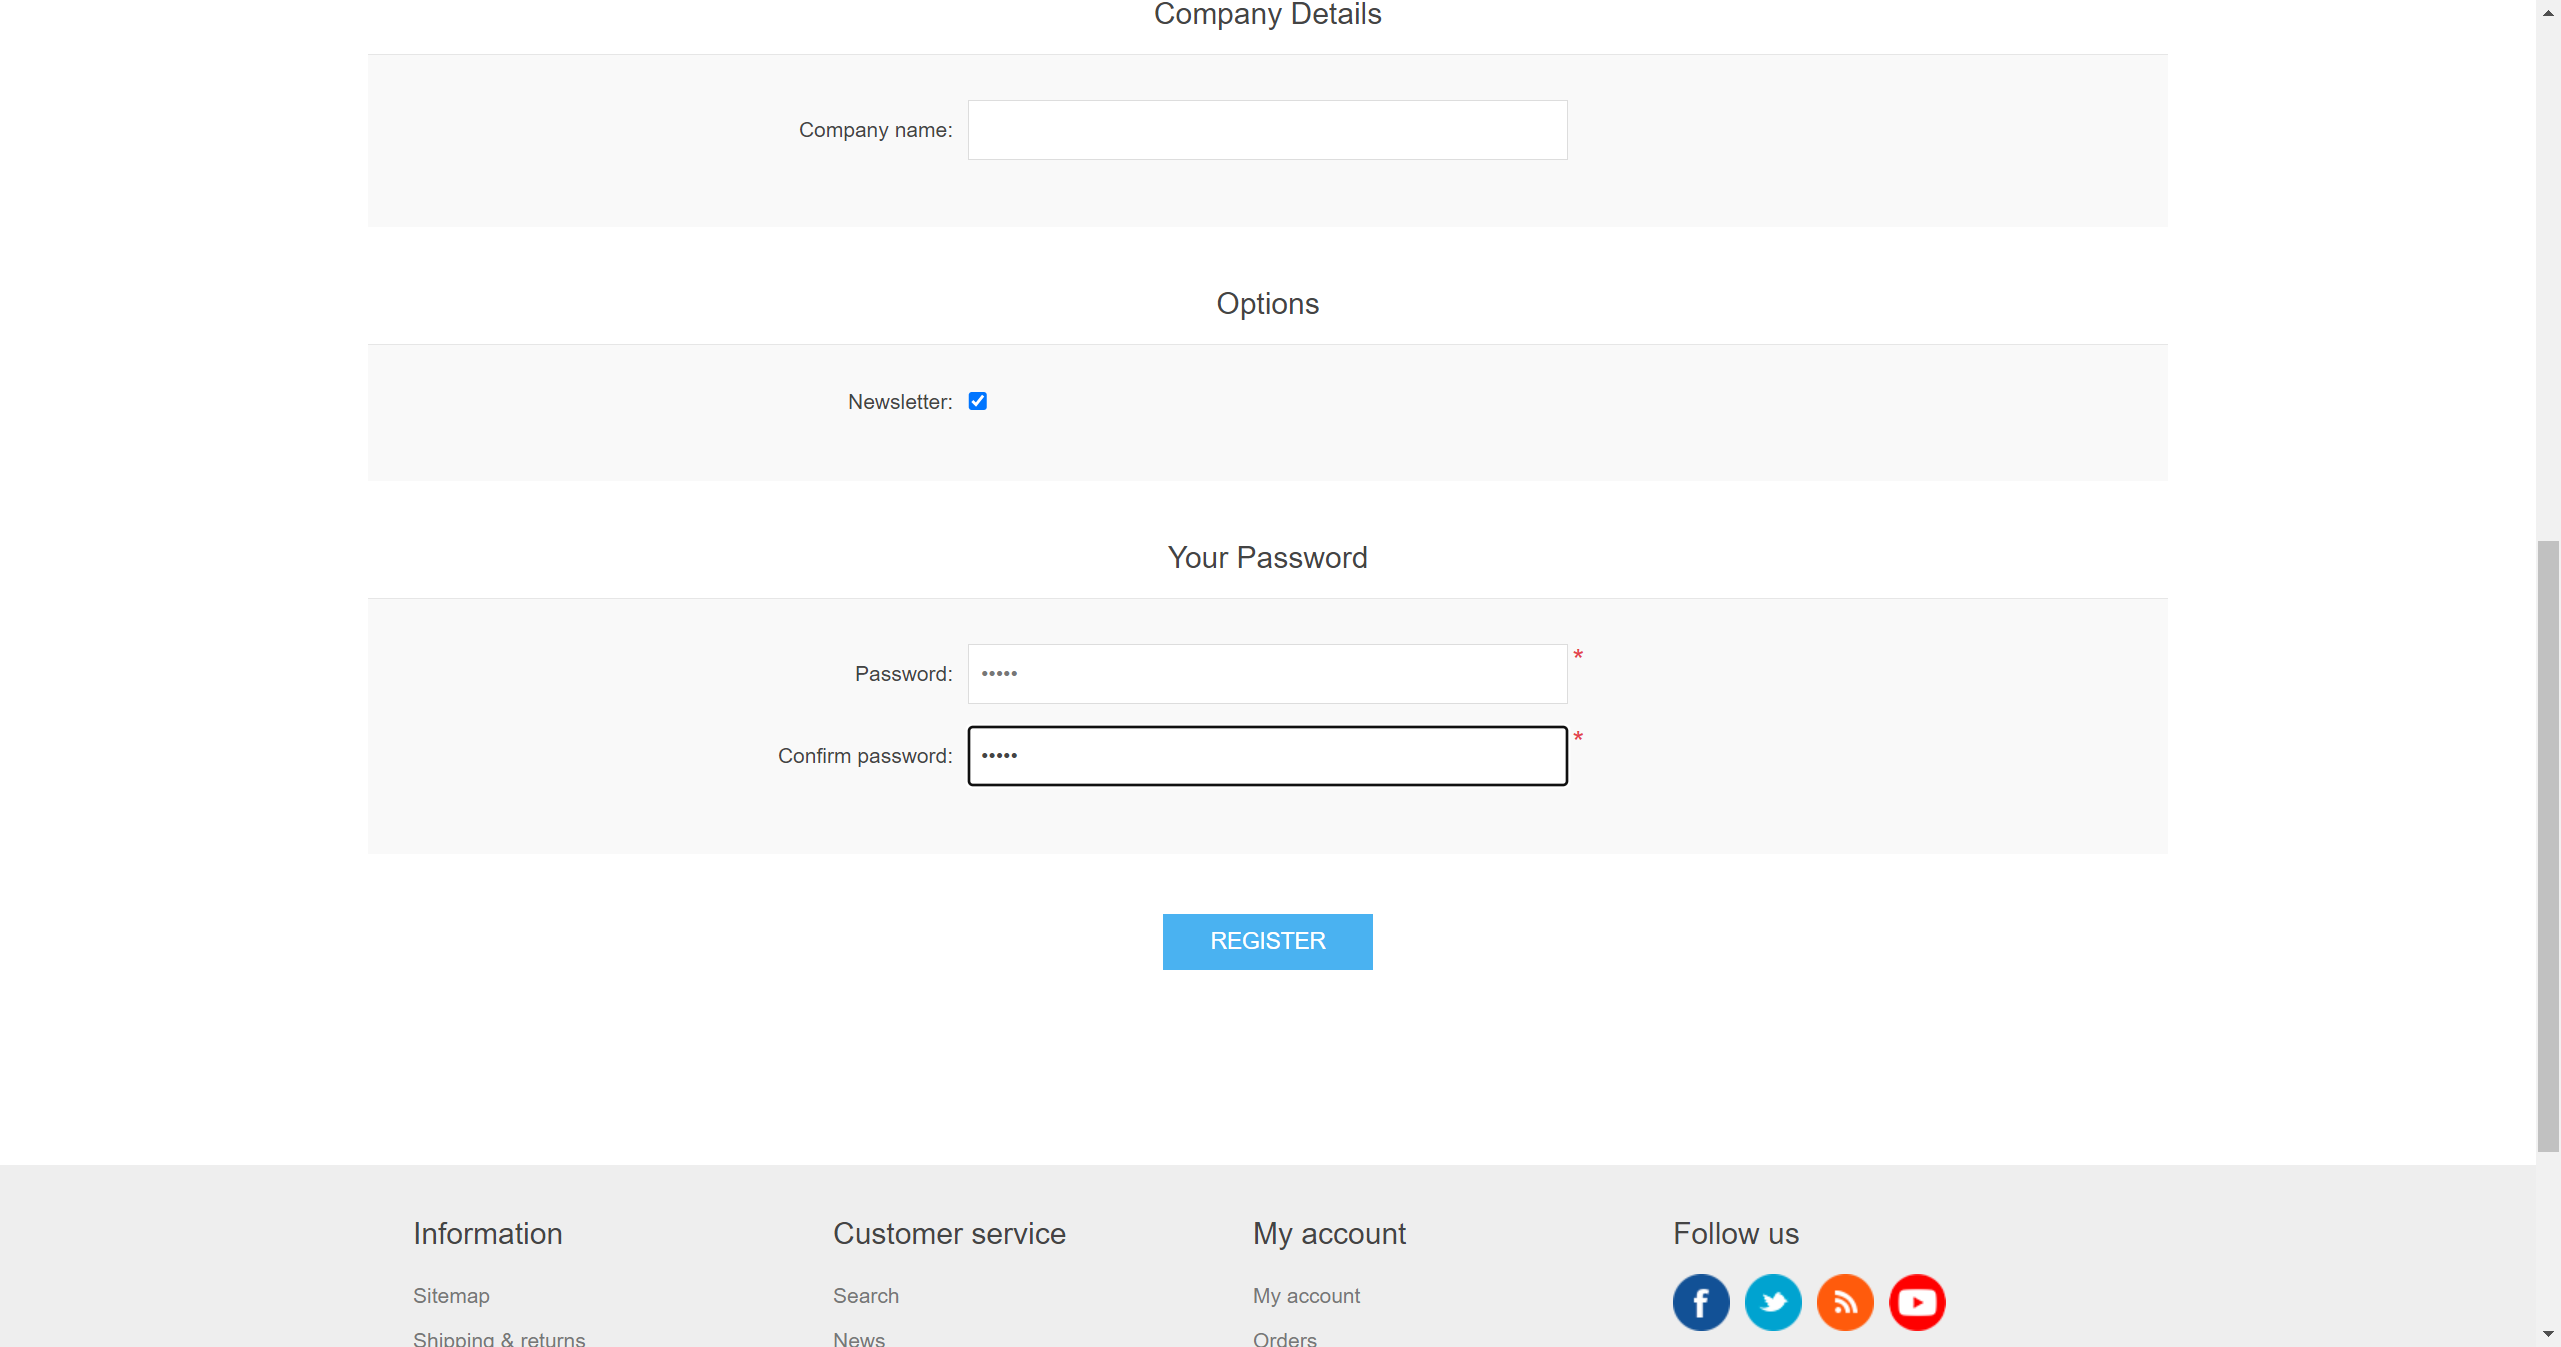 Company Details
Company name:
Options
Newsletter:
Your Password
Password: ••••• *
Confirm password: ••••• *
REGISTER
Information Customer service My account Follow us
Sitemap Search My account
Shipping & returns News Orders